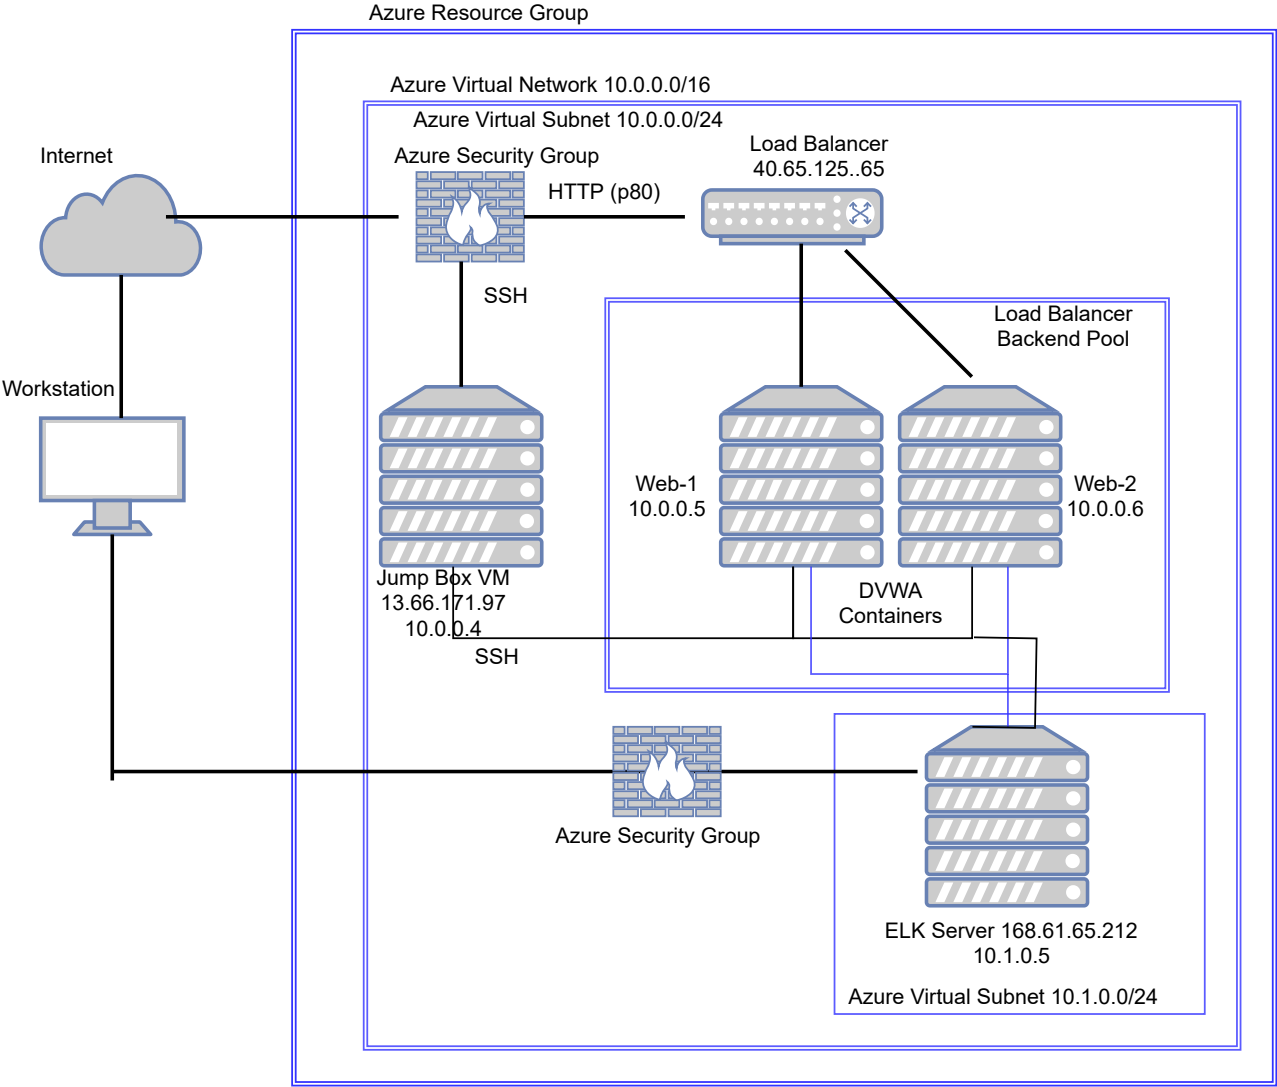 Azure Resource Group
Azure Virtual Network 10.0.0.0/16
Azure Virtual Subnet 10.0.0.0/24
Internet
Azure Security Group
HTTP (p80)
Load Balancer
40.65.125..65
SSH
Load Balancer
Backend Pool
Workstation
Web-1
10.0.0.5
Web-2
10.0.0.6
Jump Box VM
13.66.171.97
10.0.0.4
DVWA
Containers
SSH
Azure Security Group
ELK Server 168.61.65.212
10.1.0.5
Azure Virtual Subnet 10.1.0.0/24